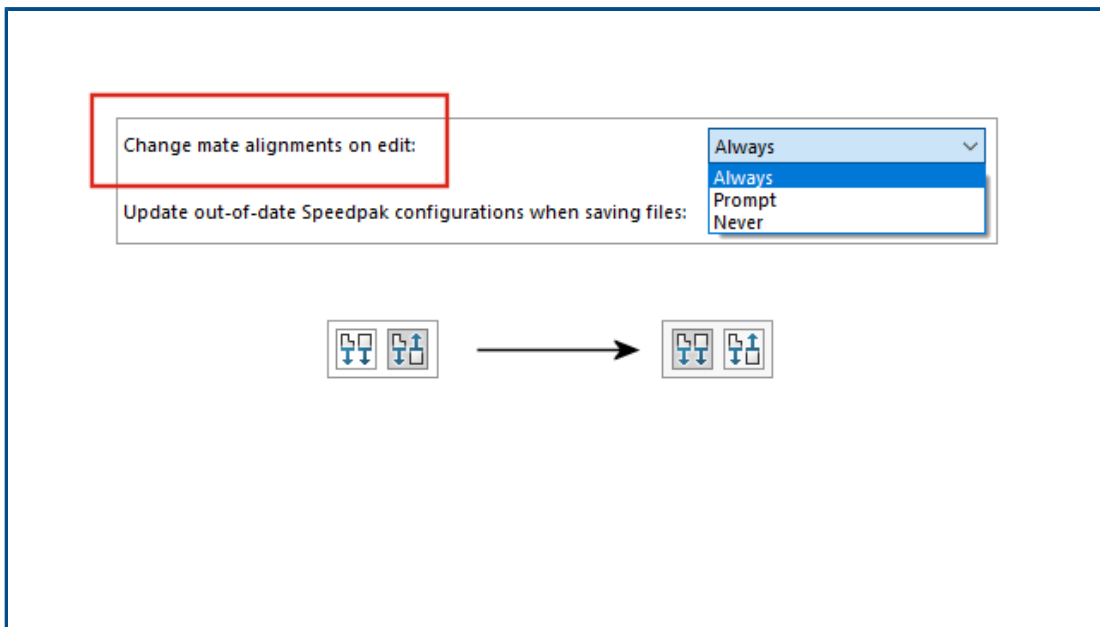 Change mate alignments on edit:
Always
Always
Prompt
Never
Update out-of-date Speedpak configurations when saving files: